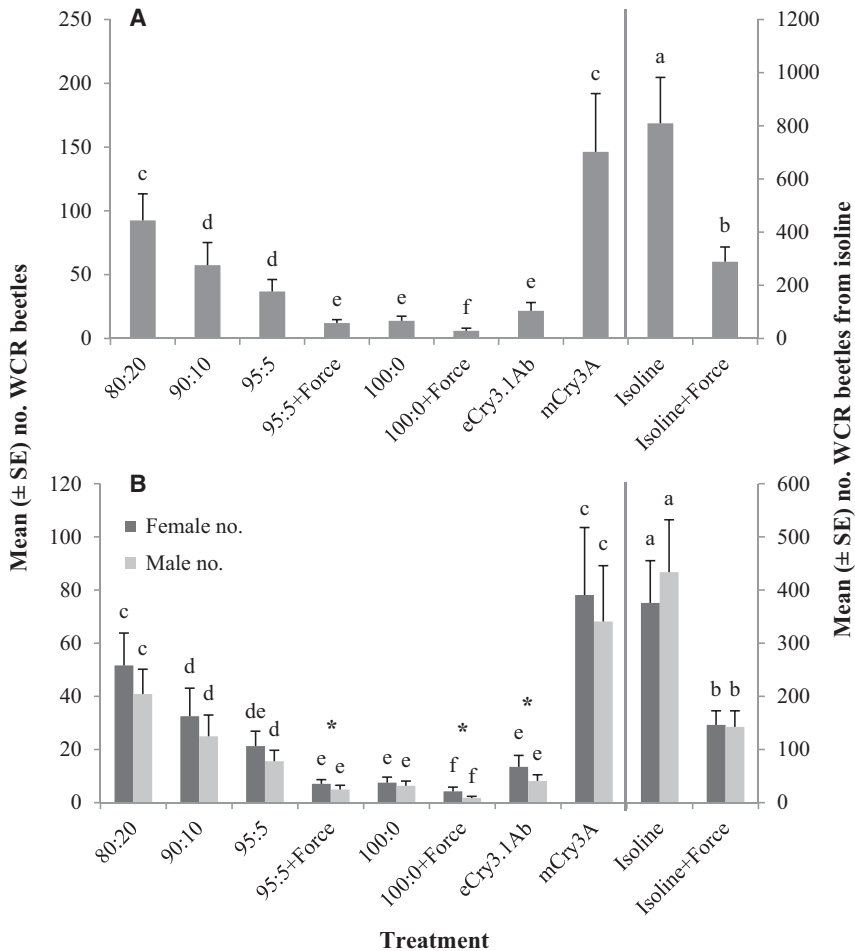 A
250
200
150
100
50
0
1200
1000
800
600
400
200
0
c
d
d
e
e
f
e
c
a
b
80:20
90:10
95:5
95:5+Force
100:0
100:0+Force
eCry3.1Ab
mCry3A
Isoline
Isoline+Force
Mean (± SE) no. WCR beetles
Mean (± SE) no. WCR beetles from isoline
B
120
100
80
60
40
20
0
600
500
400
300
200
100
0
Female no.
Male no.
c c
d d
de d
*
e e
e e
*
f f
*
e e
c c
a a
b b
80:20
90:10
95:5
95:5+Force
100:0
100:0+Force
eCry3.1Ab
mCry3A
Isoline
Isoline+Force
Treatment